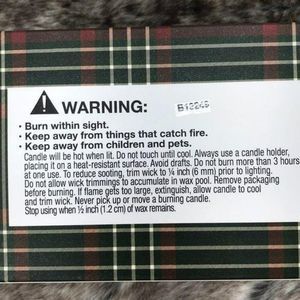 WARNING:
• Burn within sight.
• Keep away from things that catch fire.
• Keep away from children and pets.
Candle will be hot when lit. Do not touch until cool. Always use a candle holder,
placing it on a heat-resistant surface. Avoid drafts. Do not burn more than 3 hours
at one time. To reduce sooting, trim wick to ¼ inch (6 mm) prior to lighting.
Do not allow wick trimmings to accumulate in wax pool. Remove packaging
before burning. If flame gets too large, extinguish, allow candle to cool
and trim wick. Never pick up or move a burning candle.
Stop using when ½ inch (1.2 cm) of wax remains.